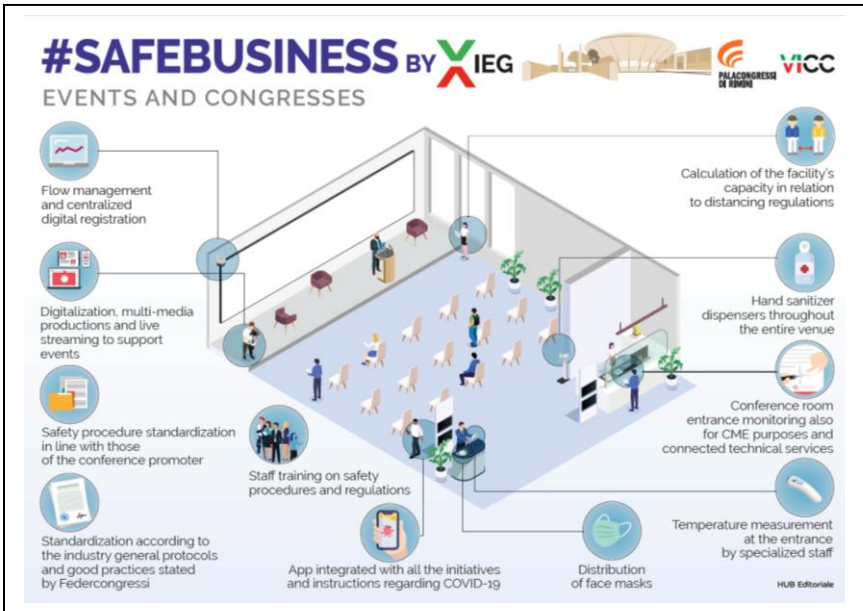 #SAFEBUSINESS BY IEG
PALACONGRESSI
DI RIMINI
VICC
EVENTS AND CONGRESSES
Flow management
and centralized
digital registration
Calculation of the facility's
capacity in relation
to distancing regulations
Digitalization, multi-media
productions and live
streaming to support
events
Hand sanitizer
dispensers throughout
the entire venue
Safety procedure standardization
in line with those
of the conference promoter
Conference room
entrance monitoring also
for CME purposes and
connected technical services
Staff training on safety
procedures and regulations
Standardization according to
the industry general protocols
and good practices stated
by Federcongressi
App integrated with all the initiatives
and instructions regarding COVID-19
Distribution
of face masks
Temperature measurement
at the entrance
by specialized staff
HUB Editoriale